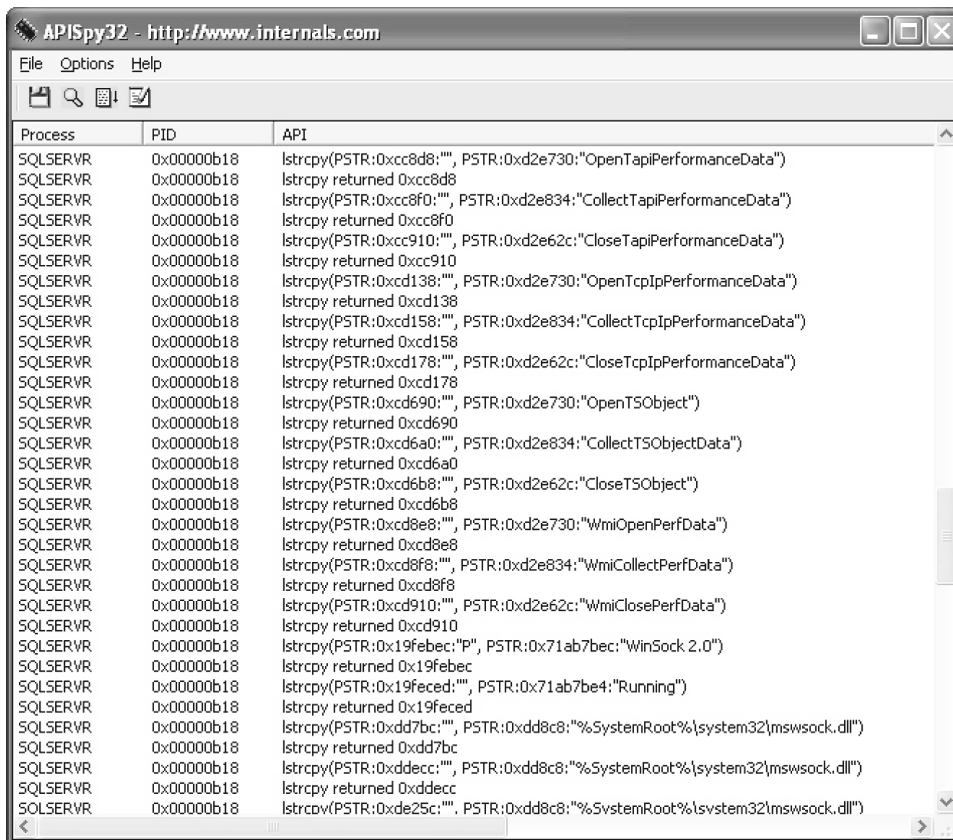 APISpy32 - http://www.internals.com
File Options Help
Process PID API
SQLSERVR 0x00000b18 lstrcpy(PSTR:0xcc8d8:"", PSTR:0xd2e730:"OpenTapiPerformanceData")
SQLSERVR 0x00000b18 lstrcpy returned 0xcc8d8
SQLSERVR 0x00000b18 lstrcpy(PSTR:0xcc8f0:"", PSTR:0xd2e834:"CollectTapiPerformanceData")
SQLSERVR 0x00000b18 lstrcpy returned 0xcc8f0
SQLSERVR 0x00000b18 lstrcpy(PSTR:0xcc910:"", PSTR:0xd2e62c:"CloseTapiPerformanceData")
SQLSERVR 0x00000b18 lstrcpy returned 0xcc910
SQLSERVR 0x00000b18 lstrcpy(PSTR:0xcd138:"", PSTR:0xd2e730:"OpenTcpIpPerformanceData")
SQLSERVR 0x00000b18 lstrcpy returned 0xcd138
SQLSERVR 0x00000b18 lstrcpy(PSTR:0xcd158:"", PSTR:0xd2e834:"CollectTcpIpPerformanceData")
SQLSERVR 0x00000b18 lstrcpy returned 0xcd158
SQLSERVR 0x00000b18 lstrcpy(PSTR:0xcd178:"", PSTR:0xd2e62c:"CloseTcpIpPerformanceData")
SQLSERVR 0x00000b18 lstrcpy returned 0xcd178
SQLSERVR 0x00000b18 lstrcpy(PSTR:0xcd690:"", PSTR:0xd2e730:"OpenTSObject")
SQLSERVR 0x00000b18 lstrcpy returned 0xcd690
SQLSERVR 0x00000b18 lstrcpy(PSTR:0xcd6a0:"", PSTR:0xd2e834:"CollectTSObjectData")
SQLSERVR 0x00000b18 lstrcpy returned 0xcd6a0
SQLSERVR 0x00000b18 lstrcpy(PSTR:0xcd6b8:"", PSTR:0xd2e62c:"CloseTSObject")
SQLSERVR 0x00000b18 lstrcpy returned 0xcd6b8
SQLSERVR 0x00000b18 lstrcpy(PSTR:0xcd8e8:"", PSTR:0xd2e730:"WmiOpenPerfData")
SQLSERVR 0x00000b18 lstrcpy returned 0xcd8e8
SQLSERVR 0x00000b18 lstrcpy(PSTR:0xcd8f8:"", PSTR:0xd2e834:"WmiCollectPerfData")
SQLSERVR 0x00000b18 lstrcpy returned 0xcd8f8
SQLSERVR 0x00000b18 lstrcpy(PSTR:0xcd910:"", PSTR:0xd2e62c:"WmiClosePerfData")
SQLSERVR 0x00000b18 lstrcpy returned 0xcd910
SQLSERVR 0x00000b18 lstrcpy(PSTR:0x19febec:"P", PSTR:0x71ab7bec:"WinSock 2.0")
SQLSERVR 0x00000b18 lstrcpy returned 0x19febec
SQLSERVR 0x00000b18 lstrcpy(PSTR:0x19feced:"", PSTR:0x71ab7be4:"Running")
SQLSERVR 0x00000b18 lstrcpy returned 0x19feced
SQLSERVR 0x00000b18 lstrcpy(PSTR:0xdd7bc:"", PSTR:0xdd8c8:"%SystemRoot%\system32\mswsock.dll")
SQLSERVR 0x00000b18 lstrcpy returned 0xdd7bc
SQLSERVR 0x00000b18 lstrcpy(PSTR:0xddecc:"", PSTR:0xdd8c8:"%SystemRoot%\system32\mswsock.dll")
SQLSERVR 0x00000b18 lstrcpy returned 0xddecc
SQLSERVR 0x00000b18 lstrcpy(PSTR:0xde25c:"", PSTR:0xdd8c8:"%SystemRoot%\system32\mswsock.dll")